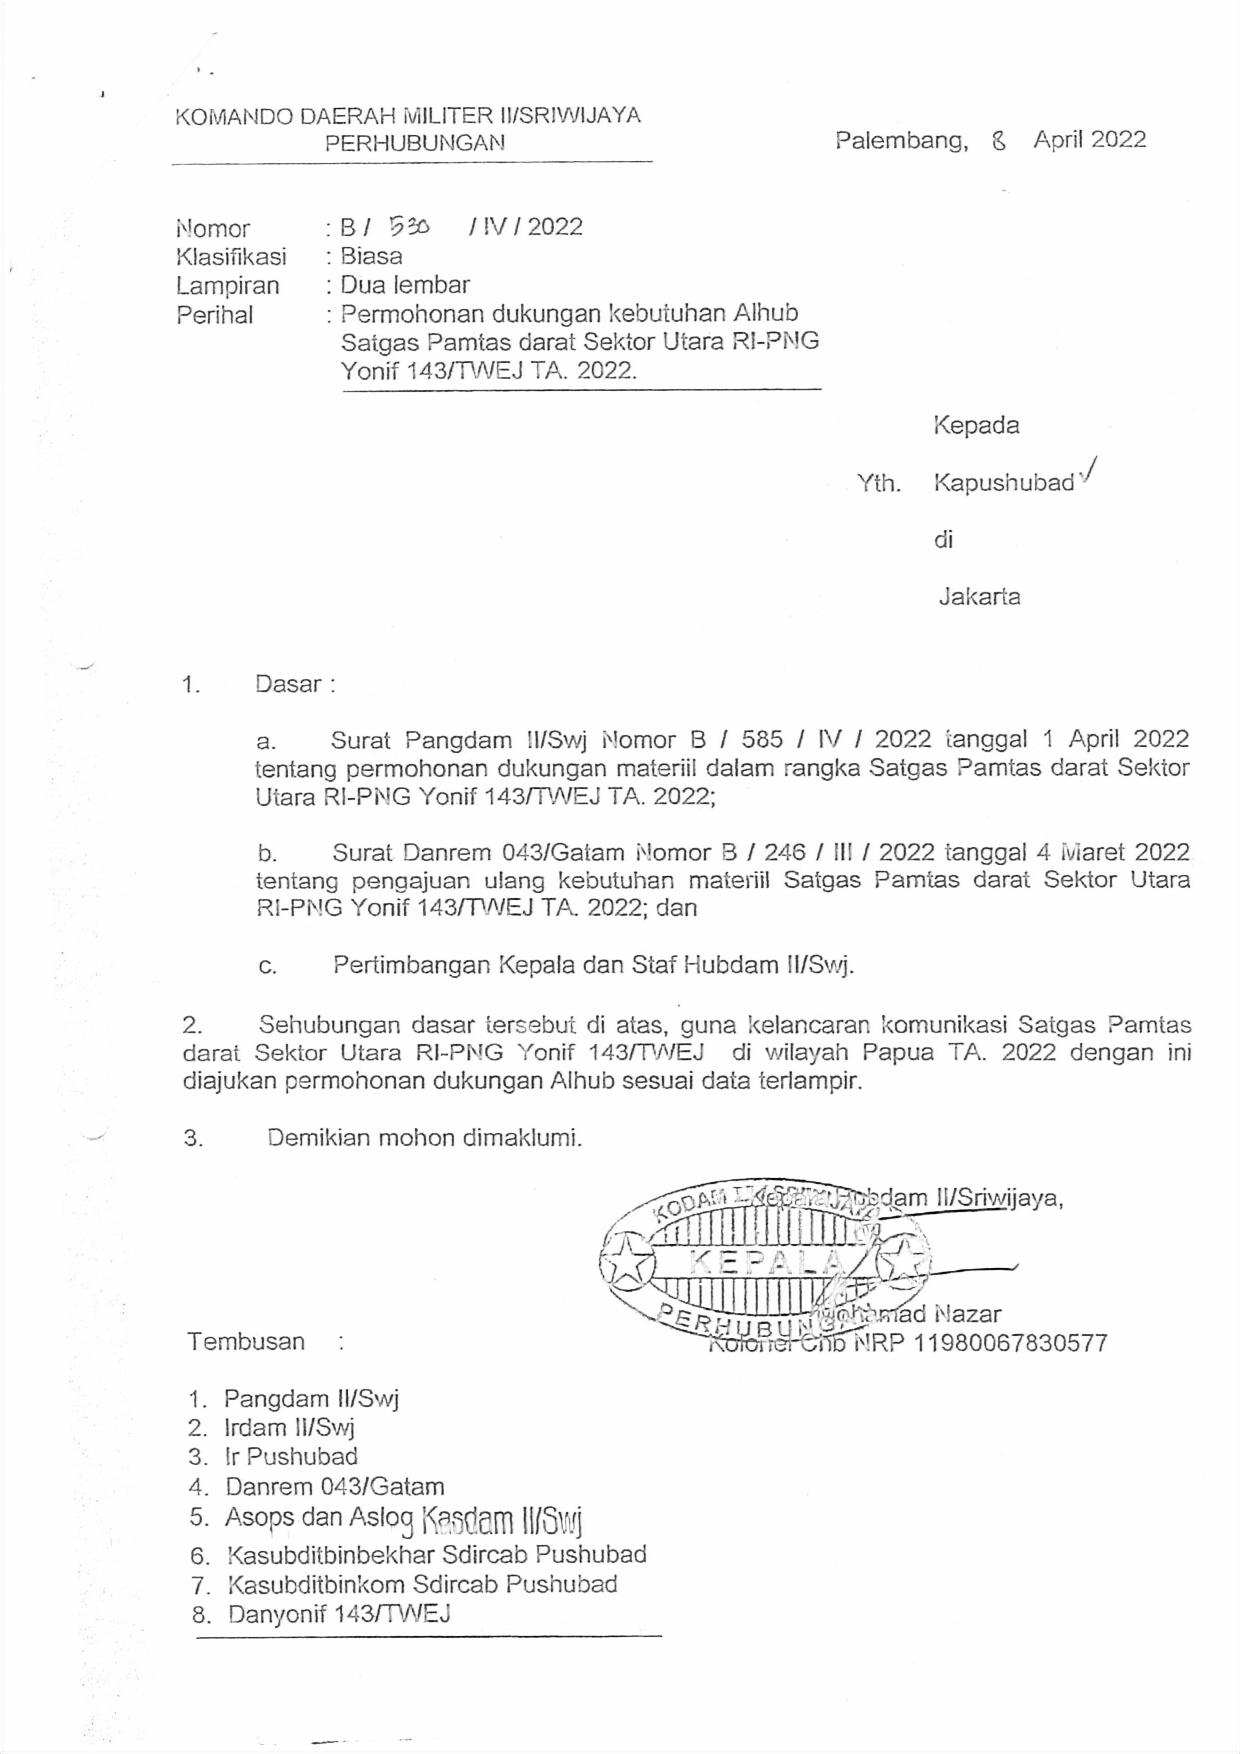 KOMANDO DAERAH MILITER II/SRIWIJAYA
PERHUBUNGAN
Palembang, 8 April 2022
Nomor : B / 530 / IV / 2022
Klasifikasi : Biasa
Lampiran : Dua lembar
Perihal : Permohonan dukungan kebutuhan Alhub
Satgas Pamtas darat Sektor Utara RI-PNG
Yonif 143/TWEJ TA. 2022.
Kepada
Yth. Kapushubad
di
Jakarta
1. Dasar :
a. Surat Pangdam II/Swj Nomor B / 585 / IV / 2022 tanggal 1 April 2022
tentang permohonan dukungan materiil dalam rangka Satgas Pamtas darat Sektor
Utara RI-PNG Yonif 143/TWEJ TA. 2022;
b. Surat Danrem 043/Gatam Nomor B / 246 / III / 2022 tanggal 4 Maret 2022
tentang pengajuan ulang kebutuhan materiil Satgas Pamtas darat Sektor Utara
RI-PNG Yonif 143/TWEJ TA. 2022; dan
c. Pertimbangan Kepala dan Staf Hubdam II/Swj.
2. Sehubungan dasar tersebut di atas, guna kelancaran komunikasi Satgas Pamtas
darat Sektor Utara RI-PNG Yonif 143/TWEJ di wilayah Papua TA. 2022 dengan ini
diajukan permohonan dukungan Alhub sesuai data terlampir.
3. Demikian mohon dimaklumi.
Kepala Hubdam II/Sriwijaya,
KODAM II
KEPALA
PERHUBUNGAN
Mohamad Nazar
Kolonel Chb NRP 11980067830577
Tembusan :
1. Pangdam II/Swj
2. Irdam II/Swj
3. Ir Pushubad
4. Danrem 043/Gatam
5. Asops dan Aslog Kasdam II/Swj
6. Kasubditbinbekhar Sdircab Pushubad
7. Kasubditbinkom Sdircab Pushubad
8. Danyonif 143/TWEJ